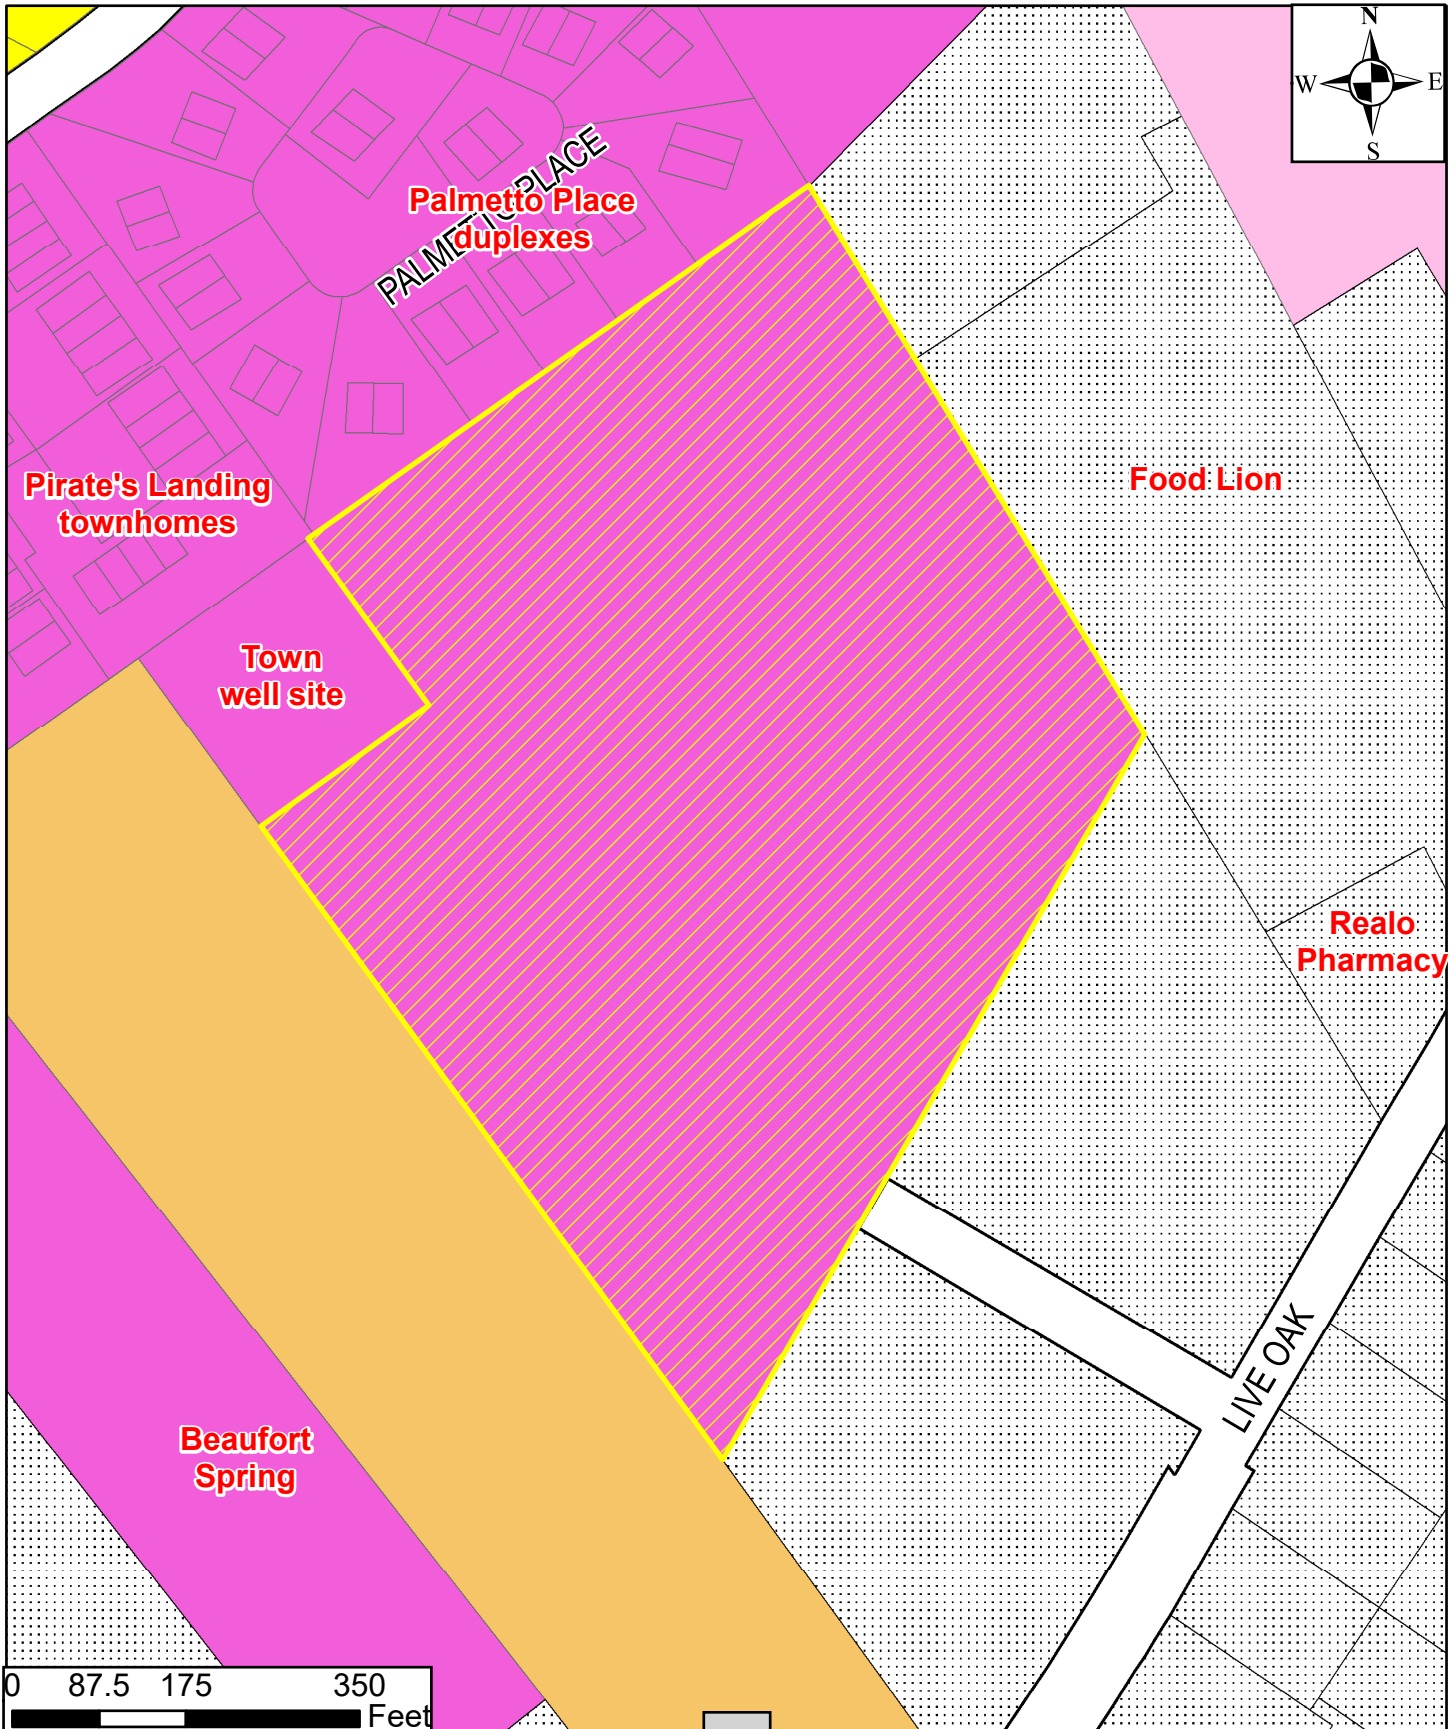 N
W E
S
PALMETTO PLACE
Palmetto Place
duplexes
Pirate's Landing
townhomes
Food Lion
Town
well site
Realo
Pharmacy
LIVE OAK
Beaufort
Spring
0 87.5 175 350
Feet